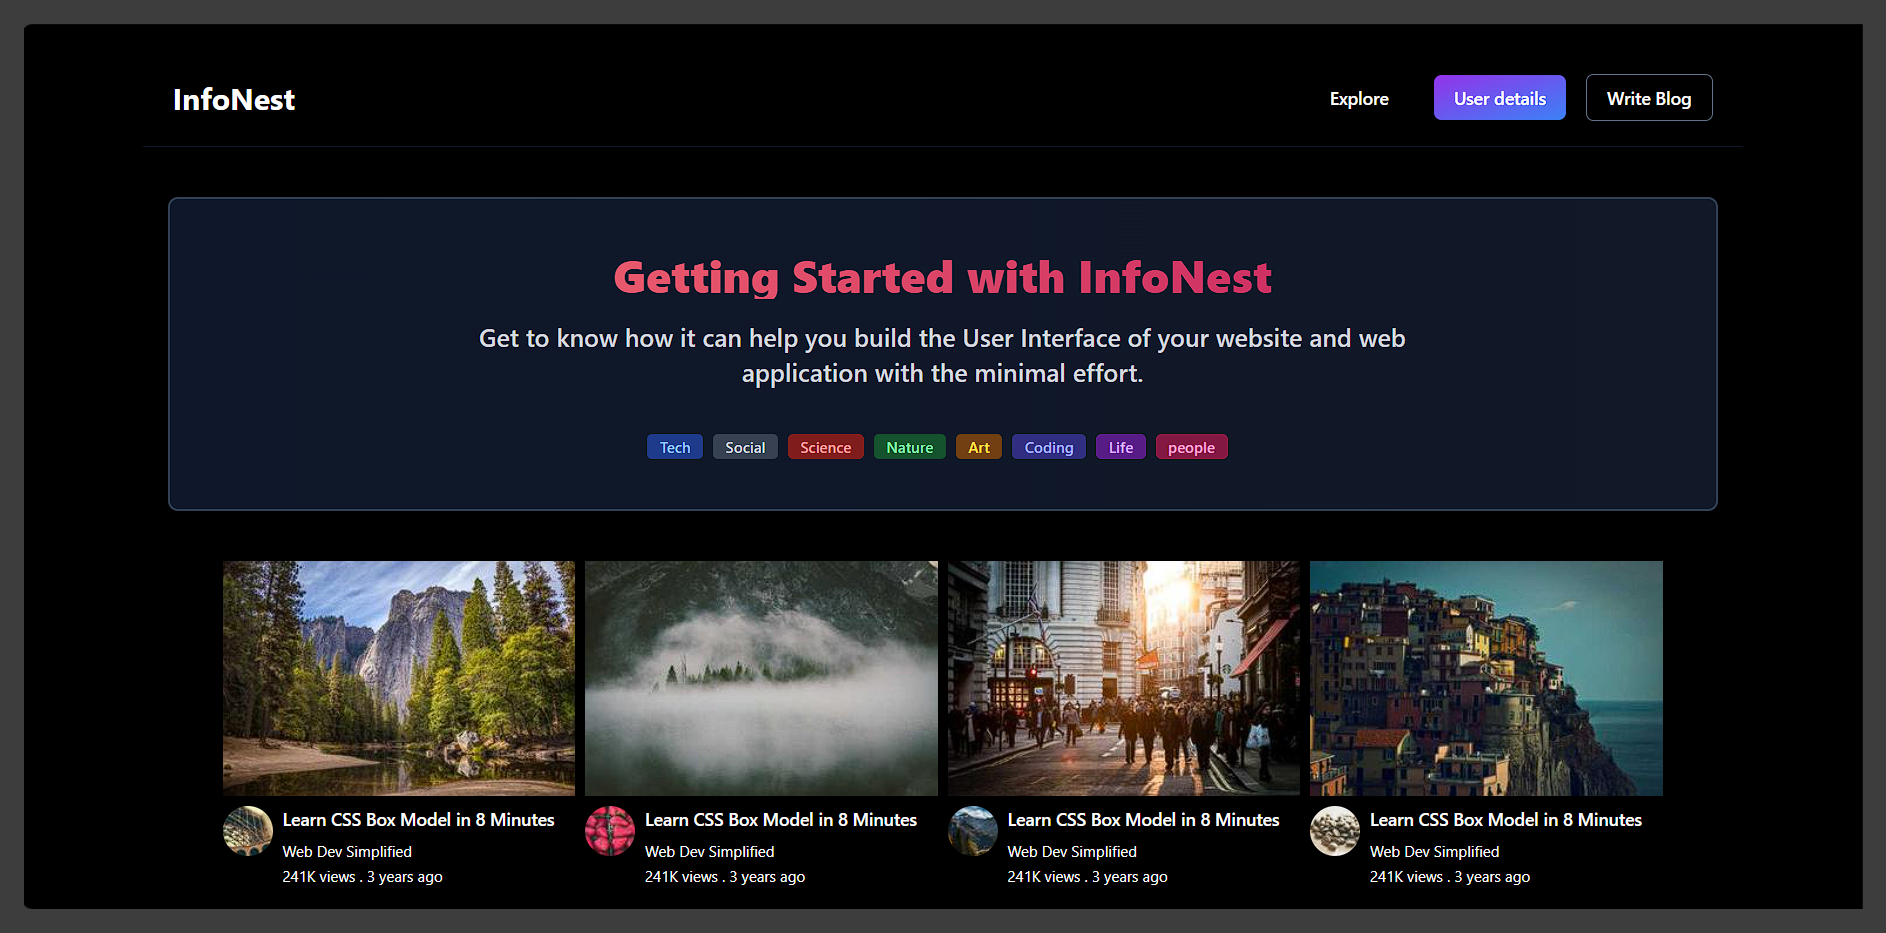 InfoNest
Explore
User details
Write Blog
Getting Started with InfoNest
Get to know how it can help you build the User Interface of your website and web
application with the minimal effort.
Tech
Social
Science
Nature
Art
Coding
Life
people
Learn CSS Box Model in 8 Minutes
Web Dev Simplified
241K views . 3 years ago
Learn CSS Box Model in 8 Minutes
Web Dev Simplified
241K views . 3 years ago
Learn CSS Box Model in 8 Minutes
Web Dev Simplified
241K views . 3 years ago
Learn CSS Box Model in 8 Minutes
Web Dev Simplified
241K views . 3 years ago